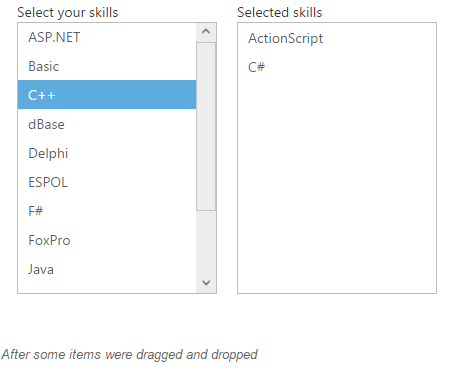 Select your skills
ASP.NET
Basic
C++
dBase
Delphi
ESPOL
F#
FoxPro
Java
Selected skills
ActionScript
C#
After some items were dragged and dropped